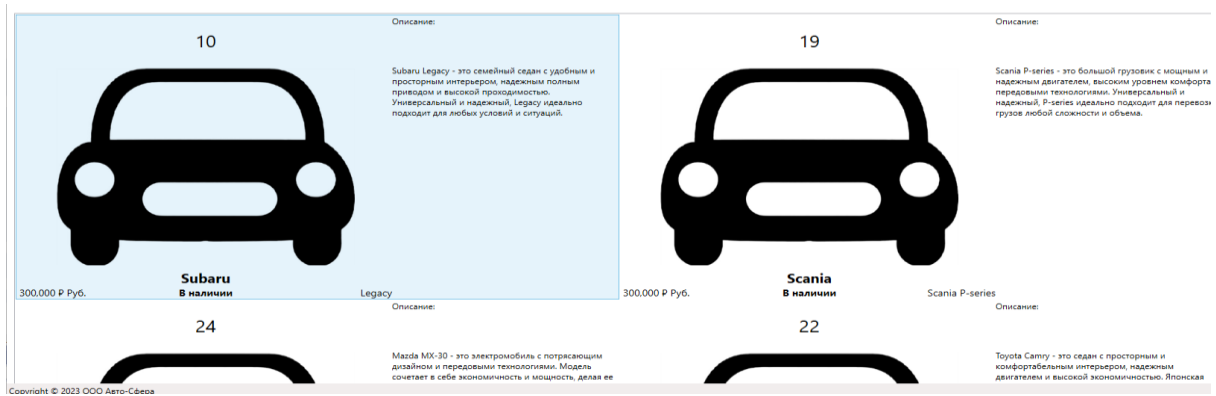 10
Описание:
Subaru Legacy - это семейный седан с удобным и
просторным интерьером, надежным полным
приводом и высокой проходимостью.
Универсальный и надежный, Legacy идеально
подходит для любых условий и ситуаций.
Subaru
300,000 ₽ Руб.
В наличии
Legacy
19
Описание:
Scania P-series - это большой грузовик с мощным и
надежным двигателем, высоким уровнем комфорта
передовыми технологиями. Универсальный и
надежный, P-series идеально подходит для перевозк
грузов любой сложности и объема.
Scania
300,000 ₽ Руб.
В наличии
Scania P-series
24
Описание:
Mazda MX-30 - это электромобиль с потрясающим
дизайном и передовыми технологиями. Модель
сочетает в себе экономичность и мощность, делая ее
22
Описание:
Toyota Camry - это седан с просторным и
комфортабельным интерьером, надежным
двигателем и высокой экономичностью. Японская
Copyright © 2023 ООО Авто-Сфера